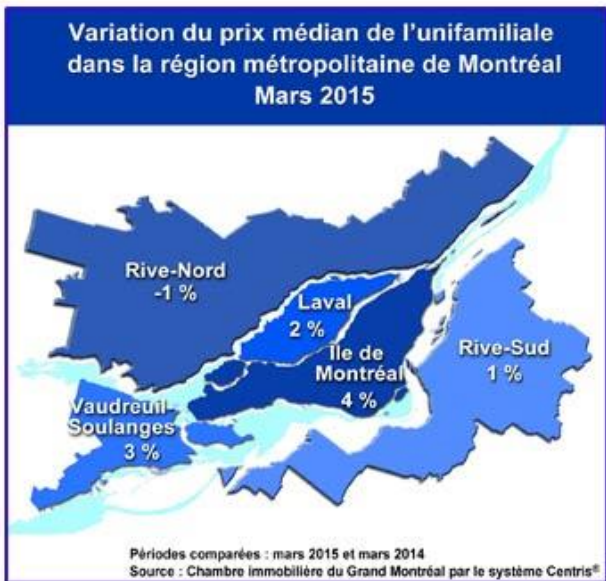 Variation du prix médian de l'unifamiliale
dans la région métropolitaine de Montréal
Mars 2015
Rive-Nord
-1 %
Laval
2 %
Île de
Montréal
4 %
Rive-Sud
1 %
Vaudreuil-
Soulanges
3 %
Périodes comparées : mars 2015 et mars 2014
Source : Chambre immobilière du Grand Montréal par le système Centris®